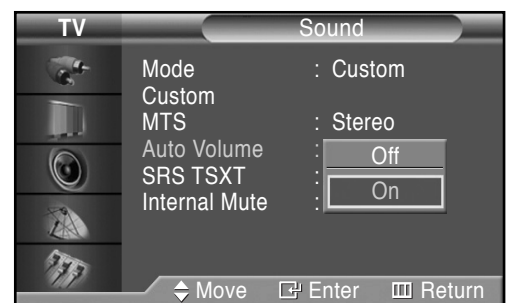 TV Sound
Mode : Custom
Custom
MTS : Stereo
Auto Volume :
Off
SRS TSXT :
On
Internal Mute :
Move Enter Return